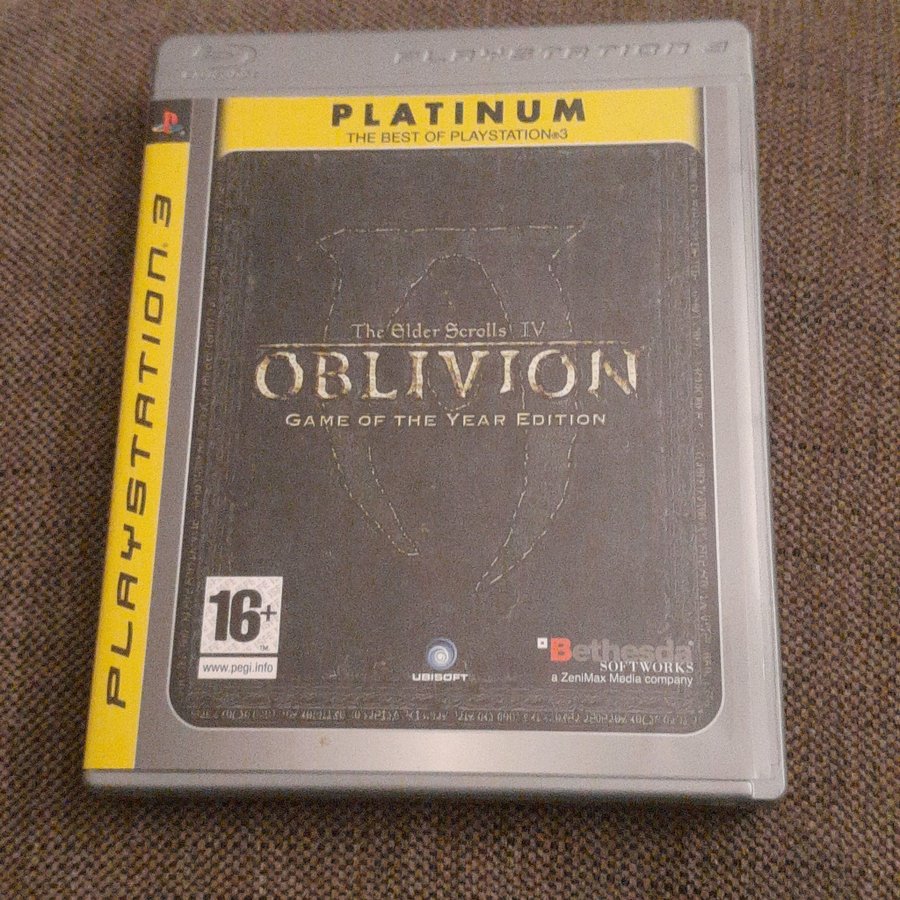 PLAYSTATION 3
PLATINUM
THE BEST OF PLAYSTATION®3
PLAYSTATION 3
The Elder Scrolls IV
OBLIVION
GAME OF THE YEAR EDITION
16+
TM
www.pegi.info
UBISOFT
Bethesda
SOFTWORKS
a ZeniMax Media company